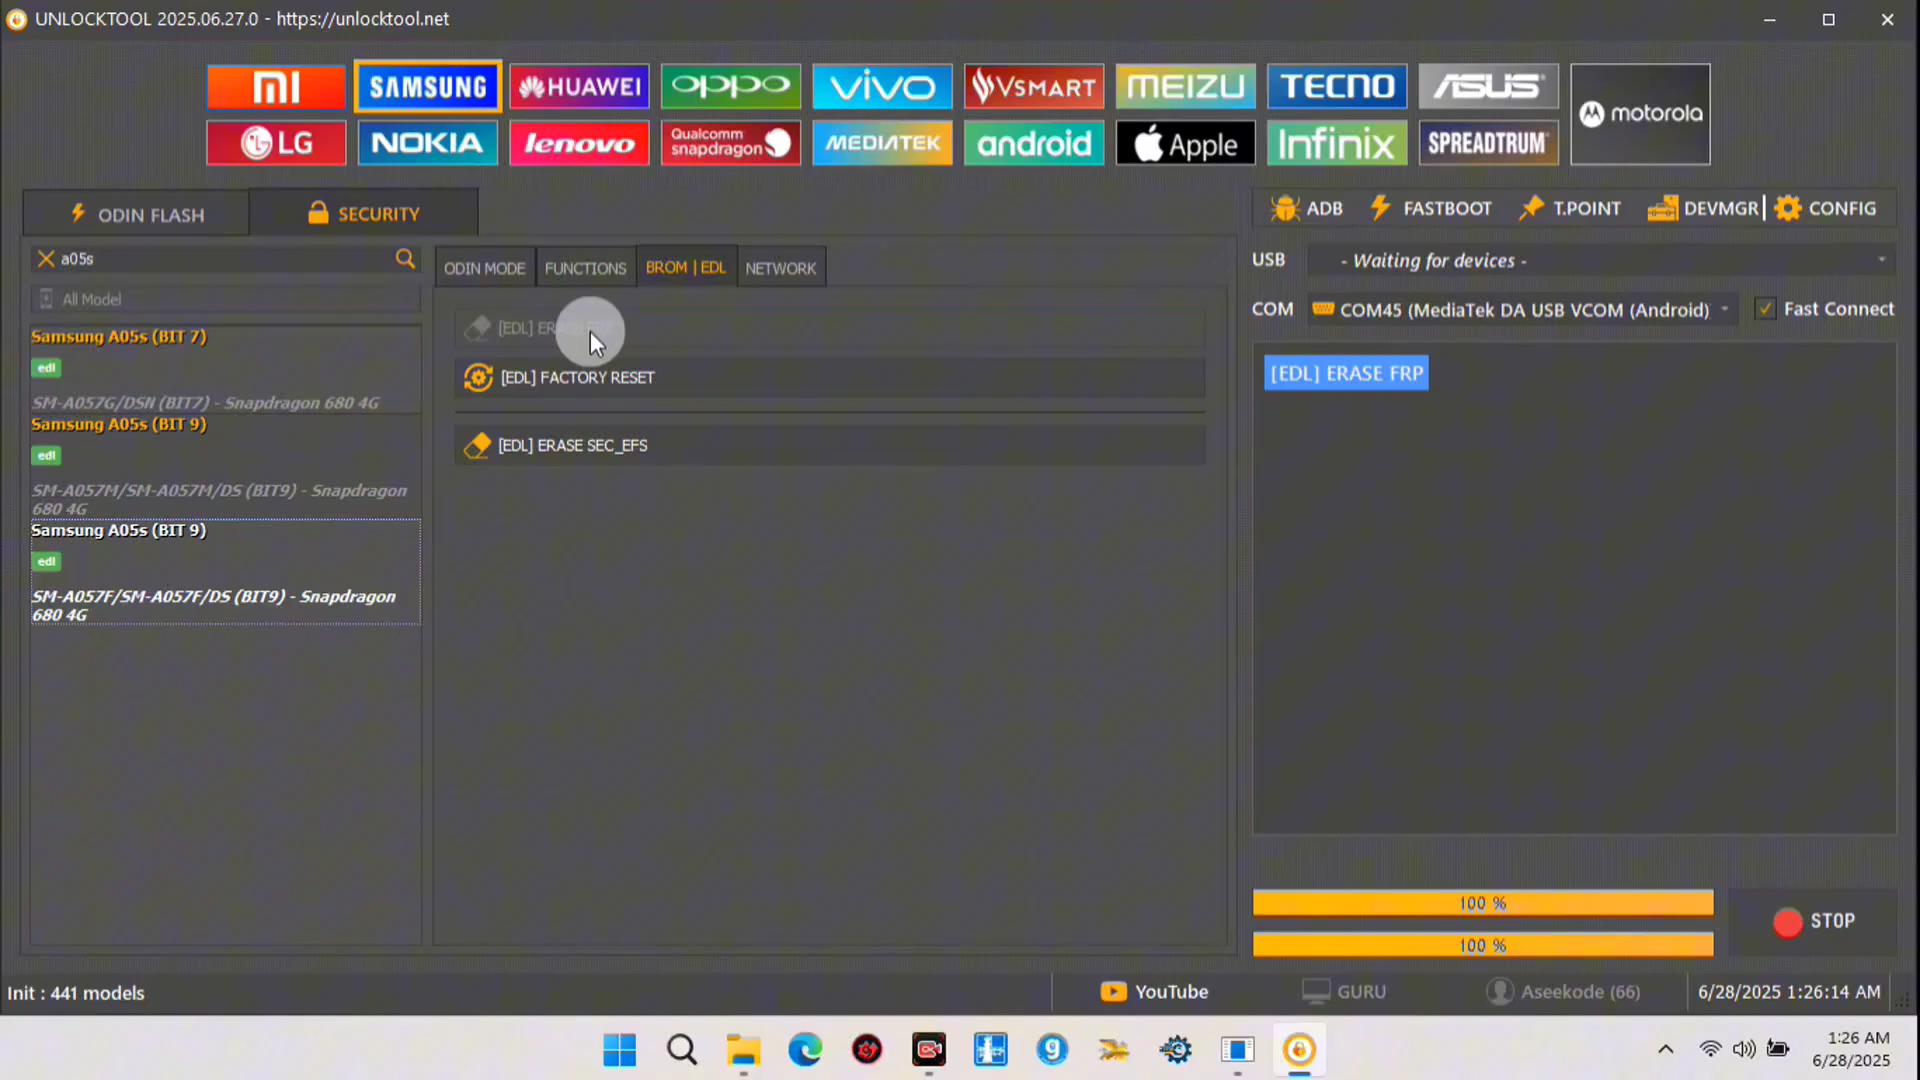 UNLOCKTOOL 2025.06.27.0 - https://unlocktool.net
SAMSUNG HUAWEI oppo vivo VSMART MEIZU TECNO ASUS motorola
LG NOKIA lenovo Qualcomm snapdragon MEDIATEK android Apple Infinix SPREADTRUM
ODIN FLASH SECURITY
ADB FASTBOOT T.POINT DEVMGR CONFIG
a05s
All Model
Samsung A05s (BIT 7)
edl
SM-A057G/DSN (BIT7) - Snapdragon 680 4G
Samsung A05s (BIT 9)
edl
SM-A057M/SM-A057M/DS (BIT9) - Snapdragon
680 4G
Samsung A05s (BIT 9)
edl
SM-A057F/SM-A057F/DS (BIT9) - Snapdragon
680 4G
ODIN MODE FUNCTIONS BROM | EDL NETWORK
[EDL] ERASE FRP
[EDL] FACTORY RESET
[EDL] ERASE SEC_EFS
USB - Waiting for devices -
COM COM45 (MediaTek DA USB VCOM (Android) Fast Connect
[EDL] ERASE FRP
100 %
100 %
STOP
Init : 441 models YouTube GURU Aseekode (66) 6/28/2025 1:26:14 AM
1:26 AM
6/28/2025